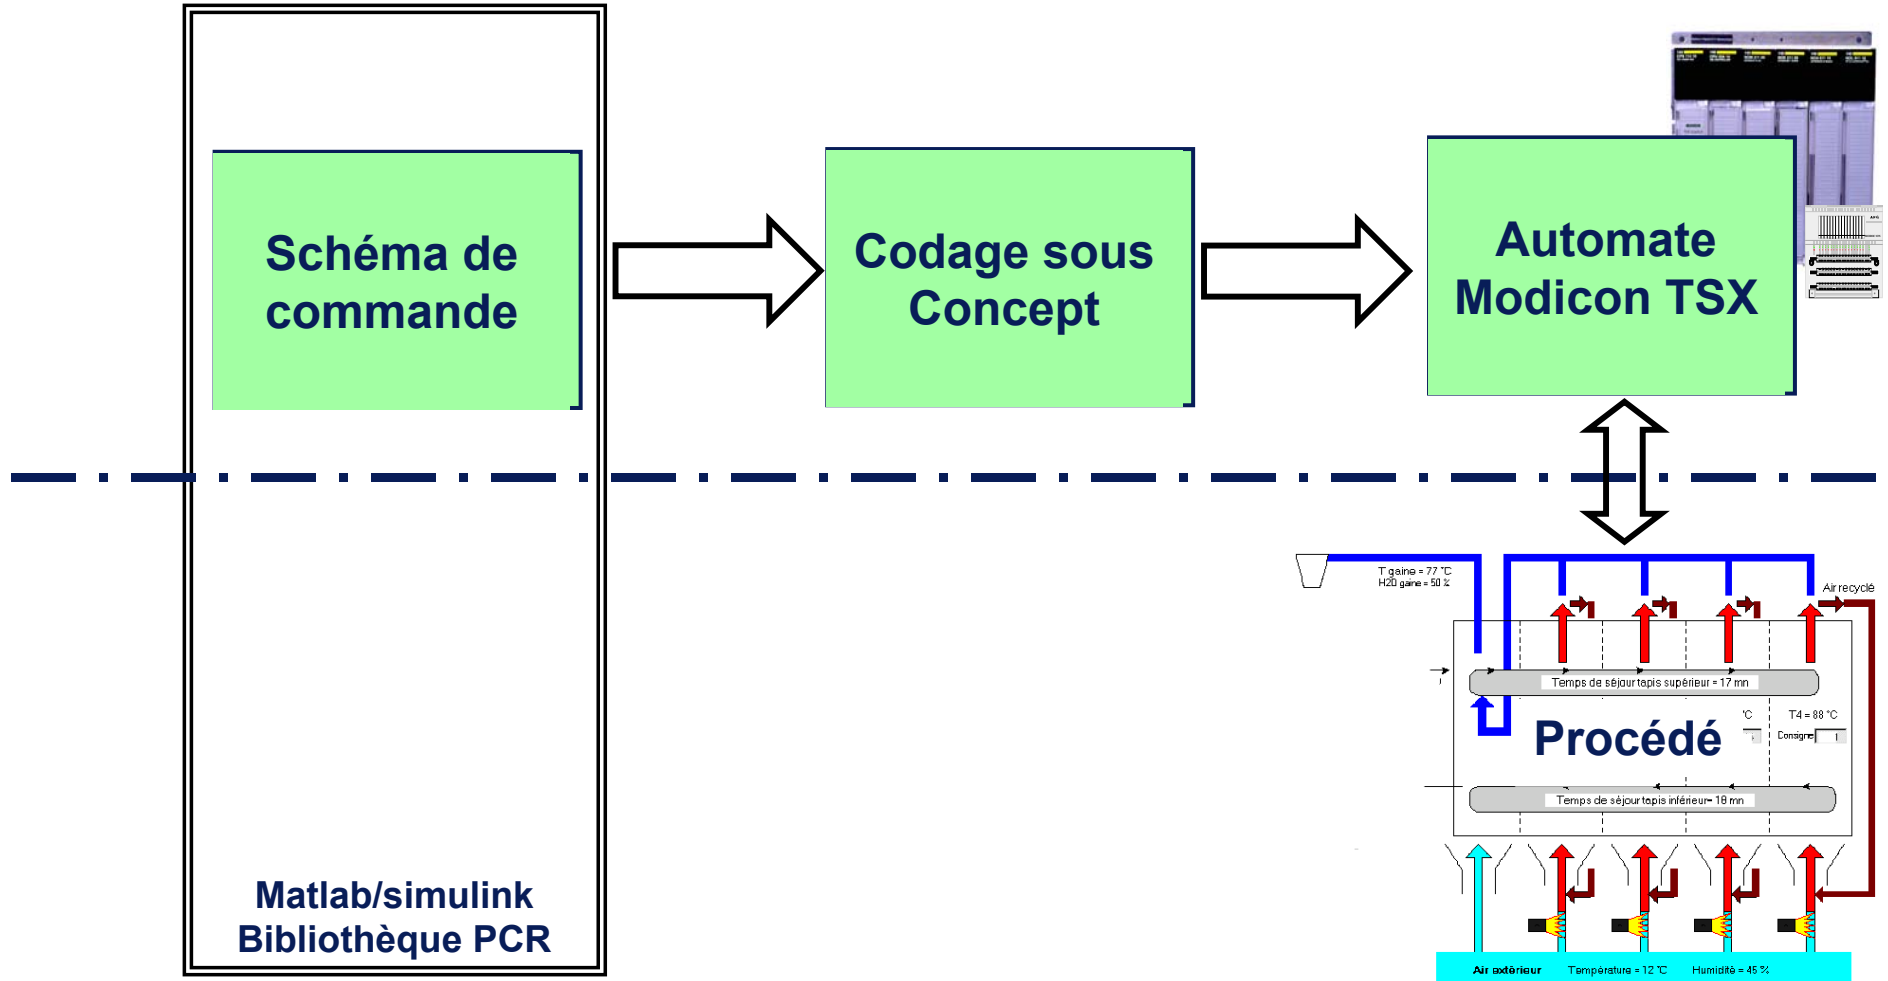 Schéma de
commande
Codage sous
Concept
Automate
Modicon TSX
T gaine = 77 °C
H2O gaine = 50 %
Air recyclé
Temps de séjour tapis supérieur = 17 mn
°C
T4 = 88 °C
Procédé
Consigne 1
Temps de séjour tapis inférieur= 18 mn
Matlab/simulink
Bibliothèque PCR
Air extérieur Température = 12 °C Humidité = 45 %